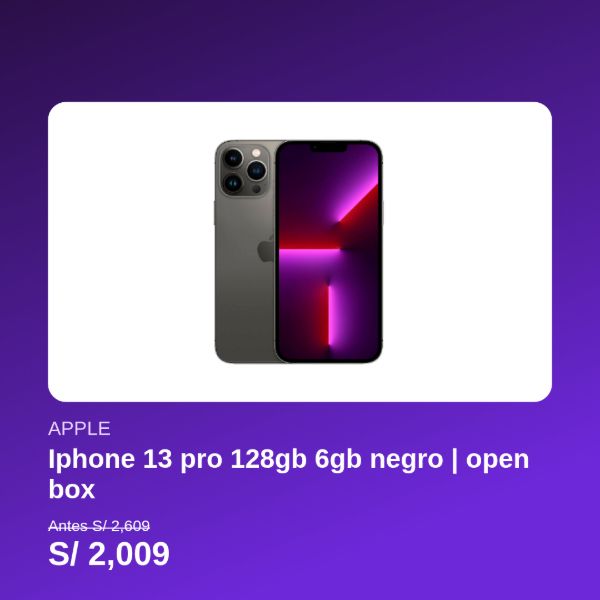 APPLE
Iphone 13 pro 128gb 6gb negro | open
box
Antes S/ 2,609
S/ 2,009